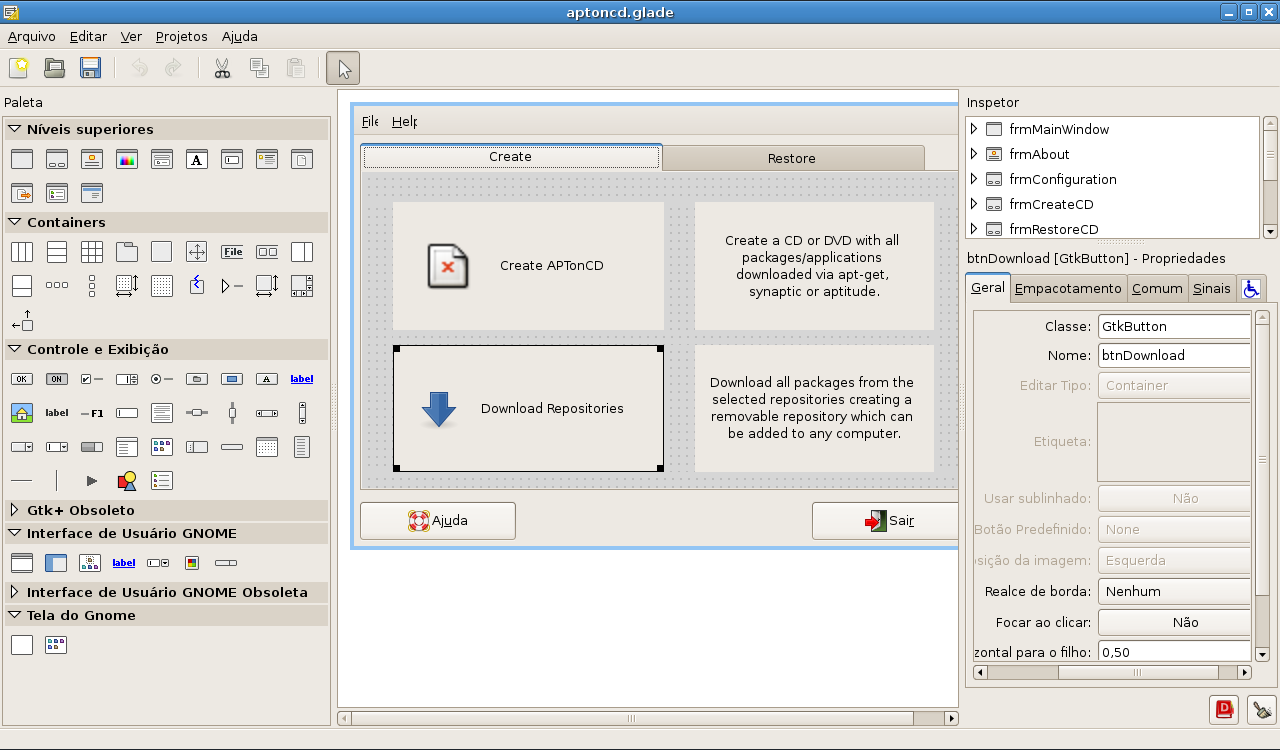 aptoncd.glade
Arquivo Editar Ver Projetos Ajuda
Paleta
Níveis superiores
Containers
File
Controle e Exibição
OK ON label
label F1
Gtk+ Obsoleto
Interface de Usuário GNOME
label
Interface de Usuário GNOME Obsoleta
Tela do Gnome
File Help
Create Restore
Create APTonCD
Create a CD or DVD with all
packages/applications
downloaded via apt-get,
synaptic or aptitude.
Download Repositories
Download all packages from the
selected repositories creating a
removable repository which can
be added to any computer.
Ajuda Sair
Inspetor
frmMainWindow
frmAbout
frmConfiguration
frmCreateCD
frmRestoreCD
btnDownload [GtkButton] - Propriedades
Geral Empacotamento Comum Sinais
Classe: GtkButton
Nome: btnDownload
Editar Tipo: Container
Etiqueta:
Usar sublinhado: Não
Botão Predefinido: None
sição da imagem: Esquerda
Realce de borda: Nenhum
Focar ao clicar: Não
zontal para o filho: 0,50